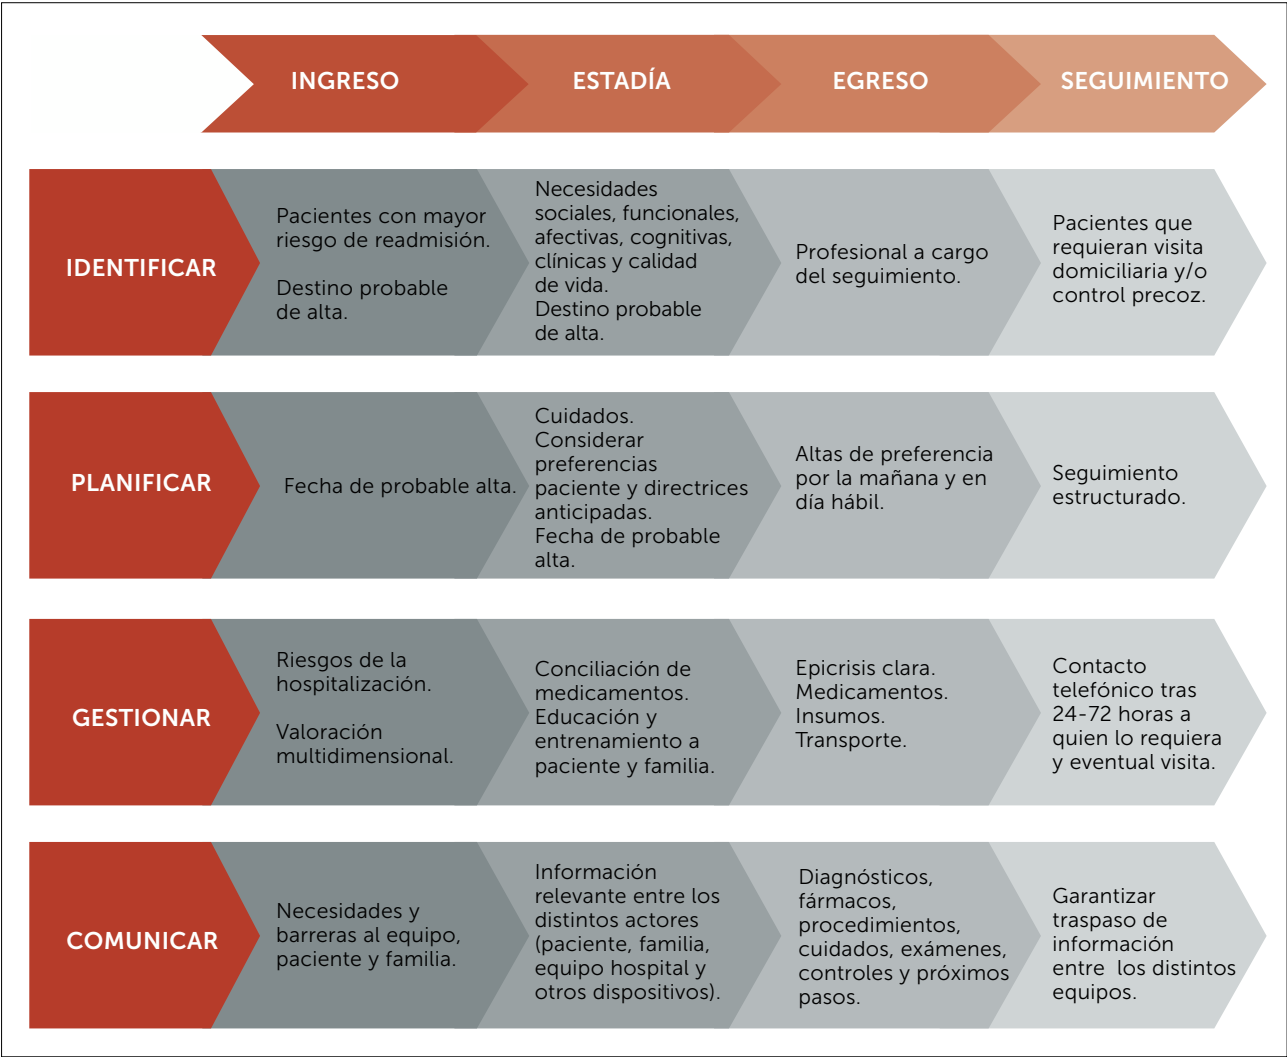 INGRESO
ESTADÍA
EGRESO
SEGUIMIENTO
IDENTIFICAR
Pacientes con mayor
riesgo de readmisión.
Destino probable
de alta.
Necesidades
sociales, funcionales,
afectivas, cognitivas,
clínicas y calidad
de vida.
Destino probable
de alta.
Profesional a cargo
del seguimiento.
Pacientes que
requieran visita
domiciliaria y/o
control precoz.
PLANIFICAR
Fecha de probable alta.
Cuidados.
Considerar
preferencias
paciente y directrices
anticipadas.
Fecha de probable
alta.
Altas de preferencia
por la mañana y en
día hábil.
Seguimiento
estructurado.
GESTIONAR
Riesgos de la
hospitalización.
Valoración
multidimensional.
Conciliación de
medicamentos.
Educación y
entrenamiento a
paciente y familia.
Epicrisis clara.
Medicamentos.
Insumos.
Transporte.
Contacto
telefónico tras
24-72 horas a
quien lo requiera
y eventual visita.
COMUNICAR
Necesidades y
barreras al equipo,
paciente y familia.
Información
relevante entre los
distintos actores
(paciente, familia,
equipo hospital y
otros dispositivos).
Diagnósticos,
fármacos,
procedimientos,
cuidados, exámenes,
controles y próximos
pasos.
Garantizar
traspaso de
información
entre los distintos
equipos.